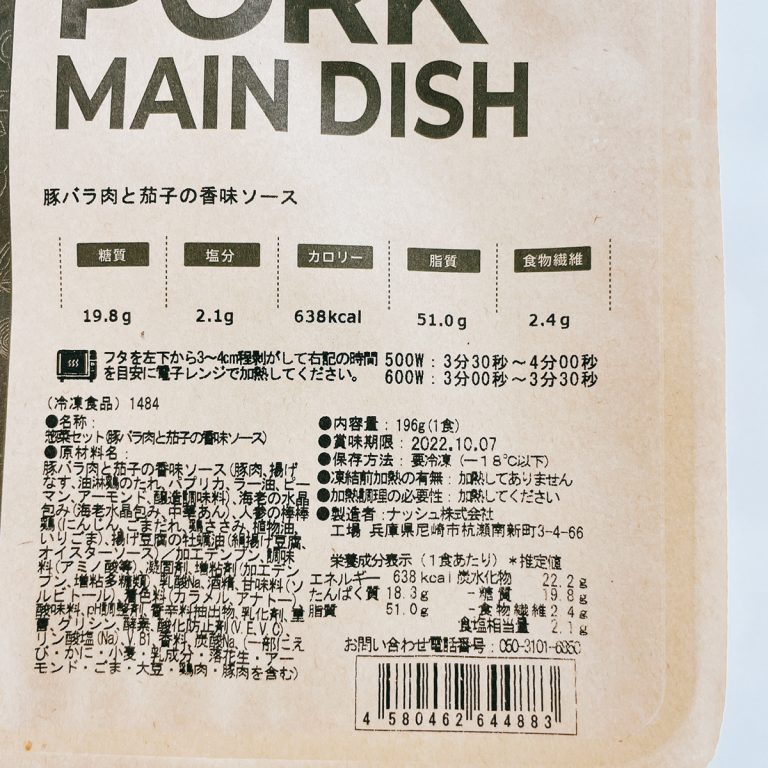 PORK
MAIN DISH
豚バラ肉と茄子の香味ソース
糖質 塩分 カロリー 脂質 食物繊維
19.8g 2.1g 638kcal 51.0g 2.4g
フタを左下から3〜4cm程剝がして右記の時間 500W：3分30秒〜4分00秒
を目安に電子レンジで加熱してください。 600W：3分00秒〜3分30秒
(冷凍食品) 1484
●名称：
惣菜セット(豚バラ肉と茄子の香味ソース)
●原材料名：
豚バラ肉と茄子の香味ソース(豚肉、揚げ
なす、油淋鶏のたれ、パプリカ、ラー油、ピー
マン、アーモンド、醸造調味料)、海老の水晶
包み(海老水晶包み、中華あん)、人参の棒棒
鶏(にんじん、ごまだれ、鶏ささみ、植物油、
いりごま)、揚げ豆腐の牡蠣油(絹揚げ豆腐、
オイスターソース)／加工デンプン、調味
料(アミノ酸等)、凝固剤、増粘剤(加工デン
プン、増粘多糖類)、乳酸Na、酒精、甘味料(ソ
ルビトール)、着色料(カラメル、アナトー)、
酸味料、pH調整剤、香辛料抽出物、乳化剤、重
曹、グリシン、酵素、酸化防止剤(V.E、V.C)、
リン酸塩(Na)、V.B1、香料、炭酸Na、(一部にえ
び・かに・小麦・乳成分・落花生・アー
モンド・ごま・大豆・鶏肉・豚肉を含む)
●内容量：196g(1食)
●賞味期限：2022.10.07
●保存方法：要冷凍(−18℃以下)
●凍結前加熱の有無：加熱してありません
●加熱調理の必要性：加熱してください
●製造者：ナッシュ株式会社
工場 兵庫県尼崎市杭瀬南新町3-4-66
栄養成分表示(1食あたり) *推定値
エネルギー 638kcal 炭水化物 22.2g
たんぱく質 18.3g -糖質 19.8g
脂質 51.0g -食物繊維 2.4g
食塩相当量 2.1g
お問い合わせ電話番号：050-3101-6850
4 580462 644883